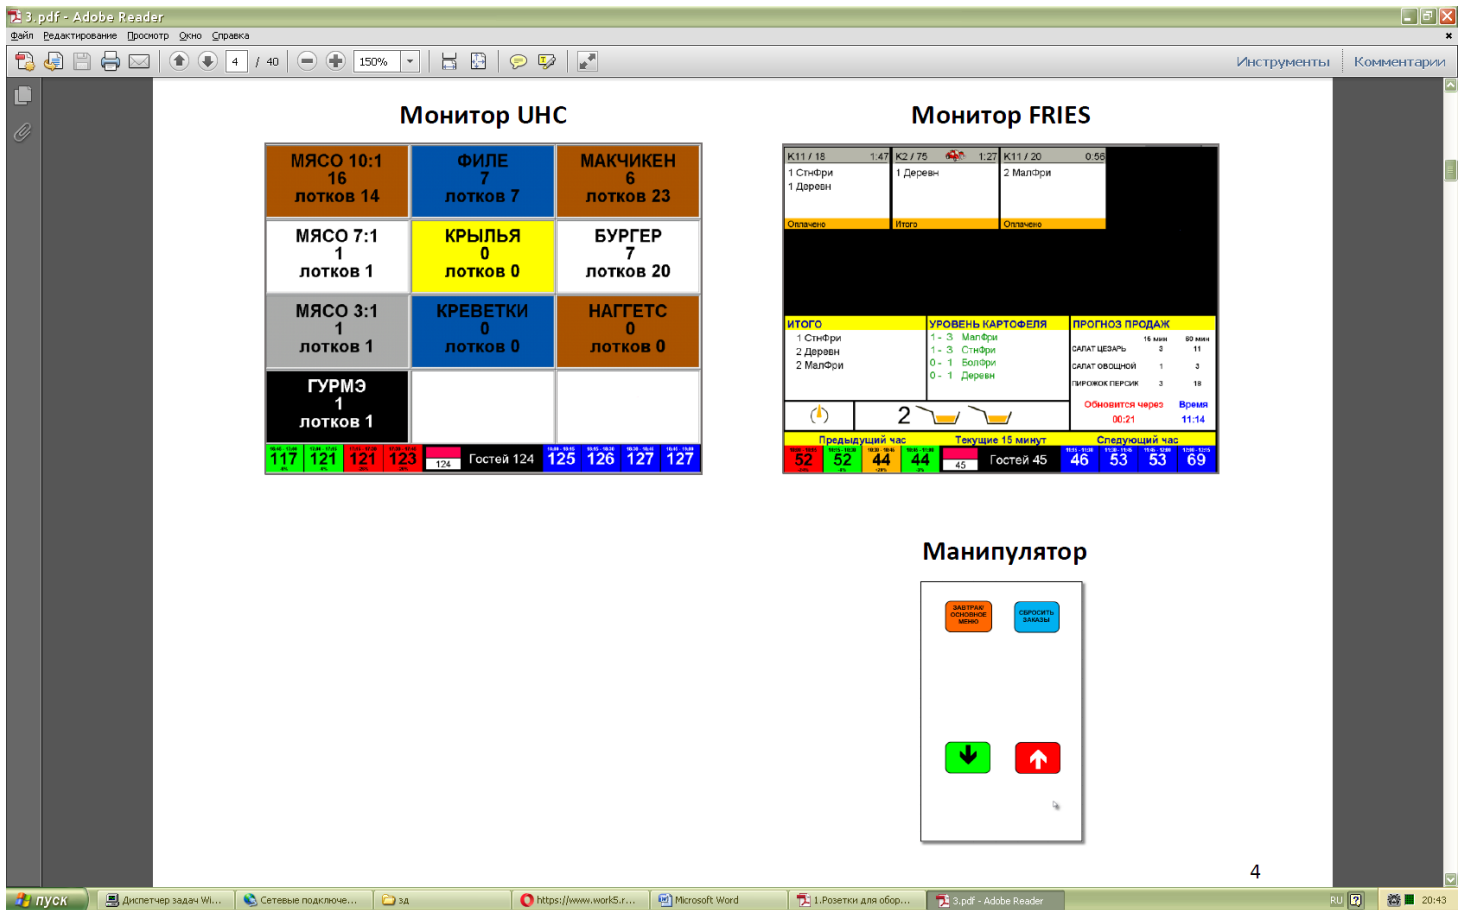 3.pdf - Adobe Reader
Файл Редактирование Просмотр Окно Справка
4 / 40 150% Инструменты Комментарии
Монитор UHC
МЯСО 10:1
16
лотков 14
ФИЛЕ
7
лотков 7
МАКЧИКЕН
6
лотков 23
МЯСО 7:1
1
лотков 1
КРЫЛЬЯ
0
лотков 0
БУРГЕР
7
лотков 20
МЯСО 3:1
1
лотков 1
КРЕВЕТКИ
0
лотков 0
НАГГЕТС
0
лотков 0
ГУРМЭ
1
лотков 1
117 121 121 123 124 Гостей 124 125 126 127 127
Монитор FRIES
K11 / 18 1:47
1 СтнФри
1 Деревн
Оплачено
K2 / 75 1:27
1 Деревн
Итого
K11 / 20 0:56
2 МалФри
Оплачено
ИТОГО
1 СтнФри
2 Деревн
2 МалФри
УРОВЕНЬ КАРТОФЕЛЯ
1 - 3 МалФри
1 - 3 СтнФри
0 - 1 БолФри
0 - 1 Деревн
ПРОГНОЗ ПРОДАЖ
15 мин 60 мин
САЛАТ ЦЕЗАРЬ 3 11
САЛАТ ОВОЩНОЙ 1 3
ПИРОЖОК ПЕРСИК 3 18
Обновится через Время
00:21 11:14
2
Предыдущий час Текущие 15 минут Следующий час
52 52 44 44 45 Гостей 45 46 53 53 69
Манипулятор
ЗАВТРАК/
ОСНОВНОЕ
МЕНЮ
СБРОСИТЬ
ЗАКАЗЫ
4
пуск Диспетчер задач Wi... Сетевые подключе... зд https://www.work5.r... Microsoft Word 1.Розетки для обор... 3.pdf - Adobe Reader RU 20:43